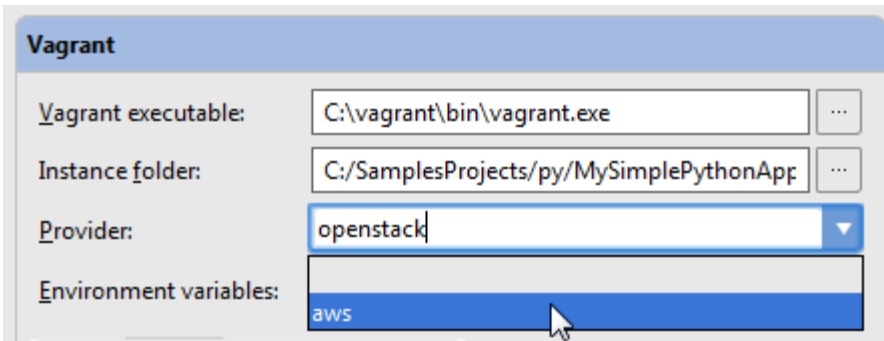 Vagrant
Vagrant executable: C:\vagrant\bin\vagrant.exe ...
Instance folder: C:/SamplesProjects/py/MySimplePythonApp ...
Provider: openstack
Environment variables:
aws